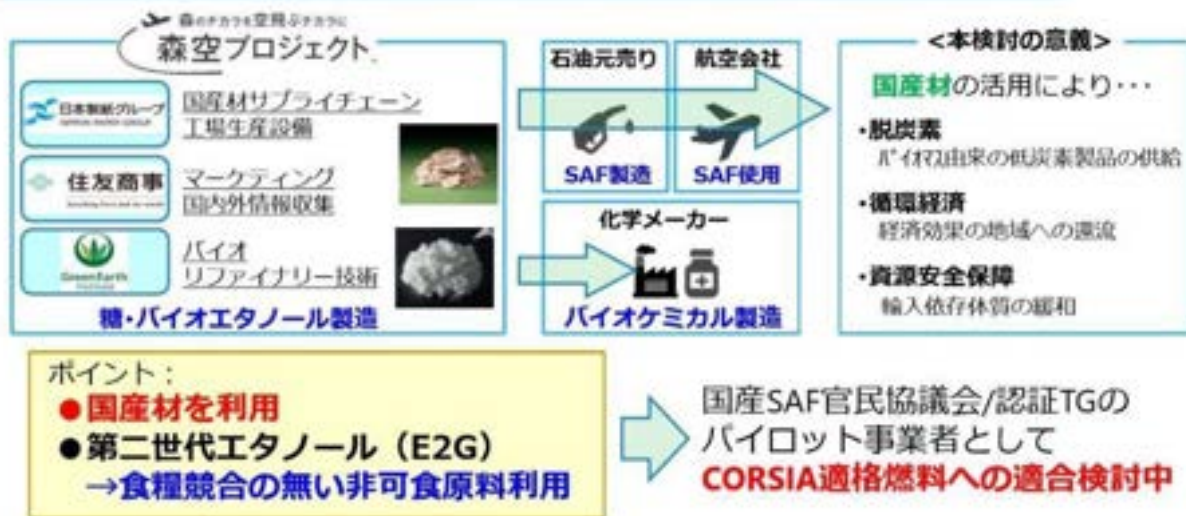 森のチカラを空飛ぶチカラに
森空プロジェクト
日本製紙グループ
国産材サプライチェーン
工場生産設備
住友商事
マーケティング
国内外情報収集
GreenEarth
バイオ
リファイナリー技術
糖・バイオエタノール製造
石油元売り
SAF製造
航空会社
SAF使用
化学メーカー
バイオケミカル製造
<本検討の意義>
国産材の活用により・・・
・脱炭素
バイオマス由来の低炭素製品の供給
・循環経済
経済効果の地域への還流
・資源安全保障
輸入依存体質の緩和
ポイント：
●国産材を利用
●第二世代エタノール（E2G）
→食糧競合の無い非可食原料利用
国産SAF官民協議会/認証TGの
パイロット事業者として
CORSIA適格燃料への適合検討中